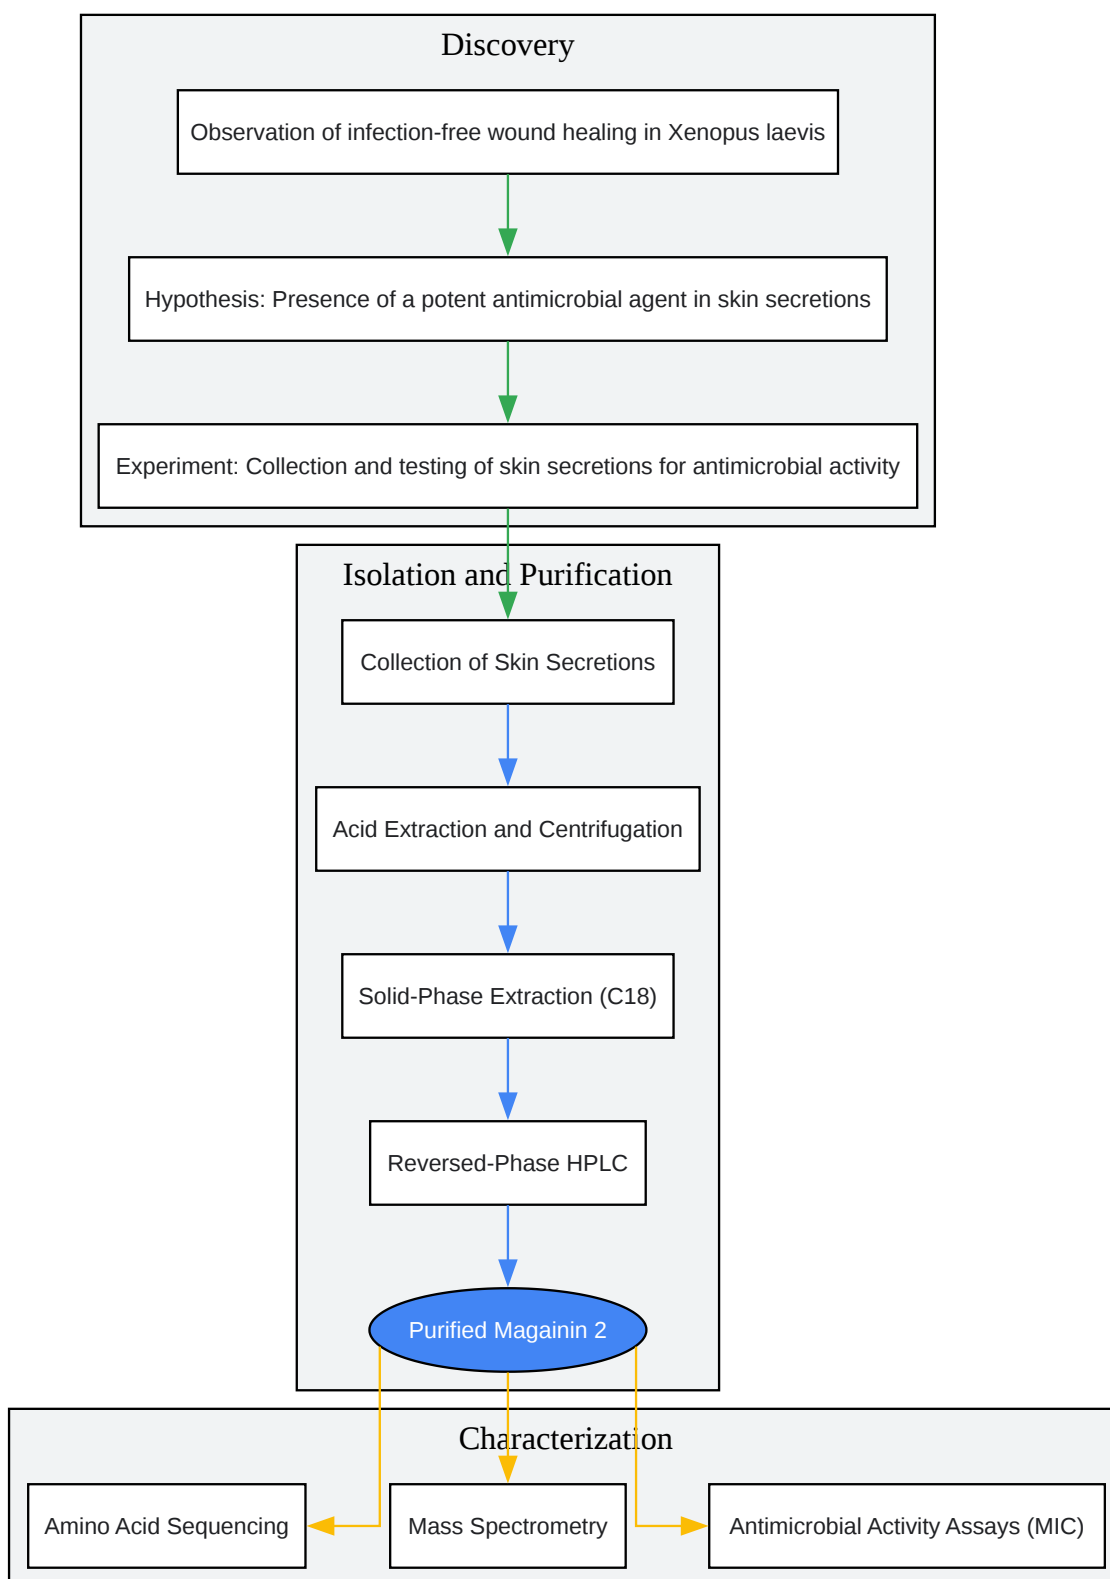 Discovery
Observation of infection-free wound healing in Xenopus laevis
Hypothesis: Presence of a potent antimicrobial agent in skin secretions
Experiment: Collection and testing of skin secretions for antimicrobial activity
Isolation and Purification
Collection of Skin Secretions
Acid Extraction and Centrifugation
Solid-Phase Extraction (C18)
Reversed-Phase HPLC
Purified Magainin 2
Characterization
Amino Acid Sequencing
Mass Spectrometry
Antimicrobial Activity Assays (MIC)